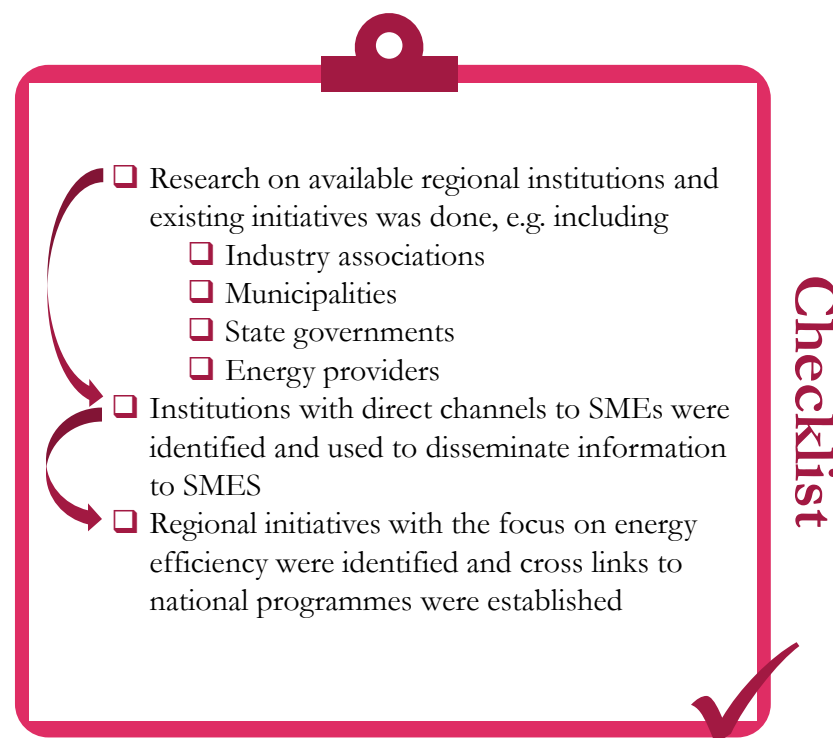 Research on available regional institutions and
existing initiatives was done, e.g. including
Industry associations
Municipalities
State governments
Energy providers
Institutions with direct channels to SMEs were
identified and used to disseminate information
to SMES
Regional initiatives with the focus on energy
efficiency were identified and cross links to
national programmes were established
Checklist